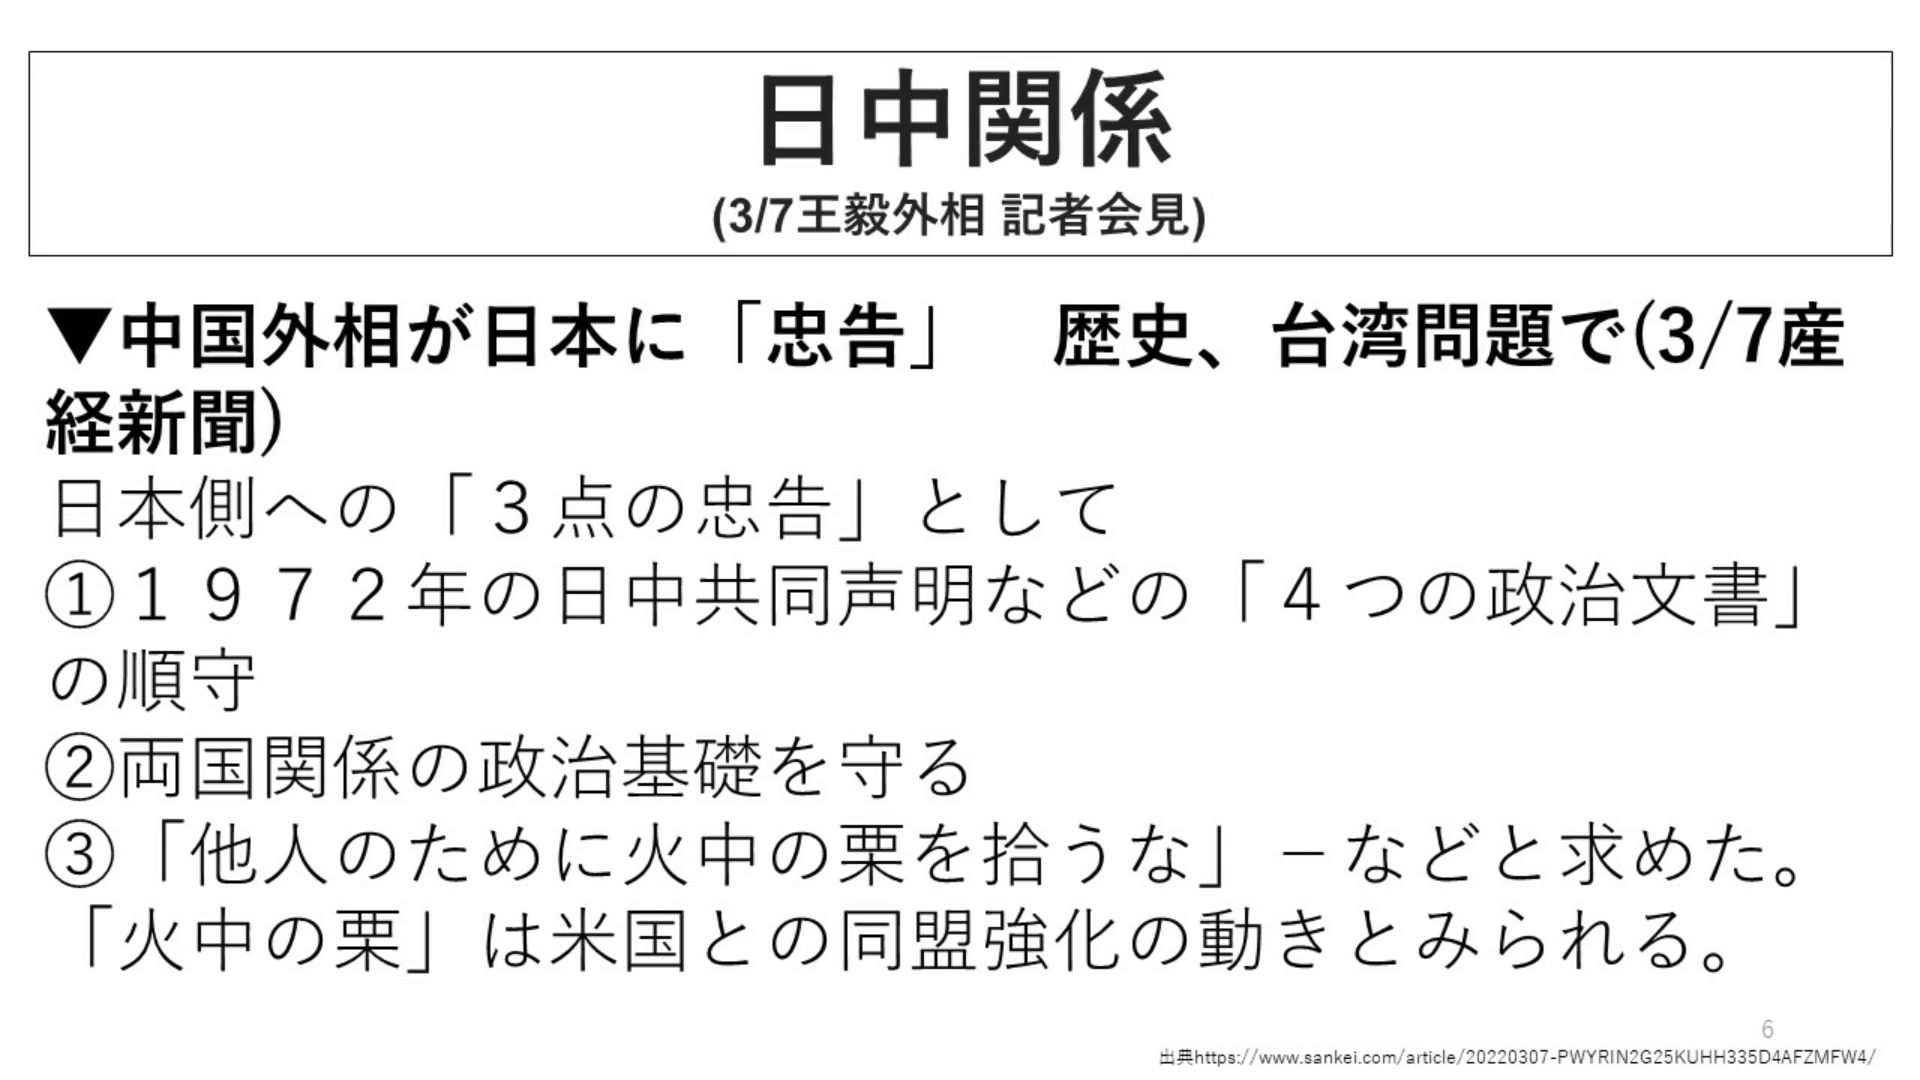 日中関係
(3/7王毅外相 記者会見)
▼中国外相が日本に「忠告」　歴史、台湾問題で(3/7産
経新聞)
日本側への「３点の忠告」として
①１９７２年の日中共同声明などの「４つの政治文書」
の順守
②両国関係の政治基礎を守る
③「他人のために火中の栗を拾うな」－などと求めた。
「火中の栗」は米国との同盟強化の動きとみられる。
6
出典https://www.sankei.com/article/20220307-PWYRIN2G25KUHH335D4AFZMFW4/